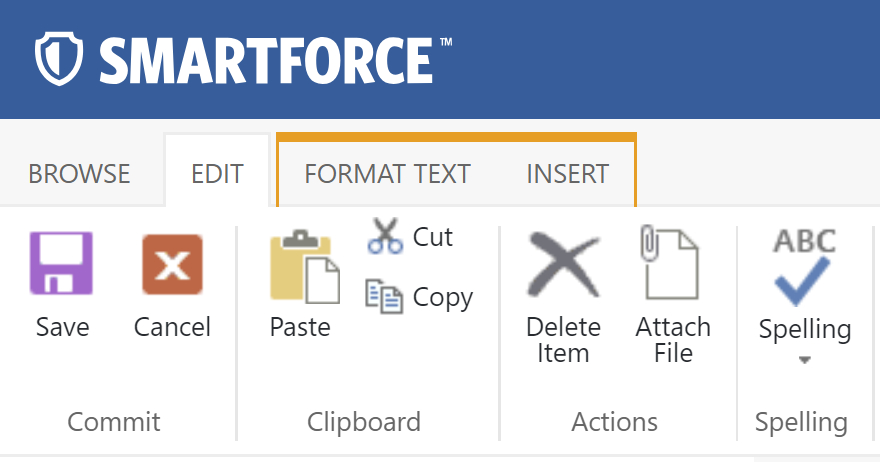 SMARTFORCE™
BROWSE EDIT FORMAT TEXT INSERT
Save Cancel Paste Cut Copy Delete Item Attach File ABC Spelling
Commit Clipboard Actions Spelling